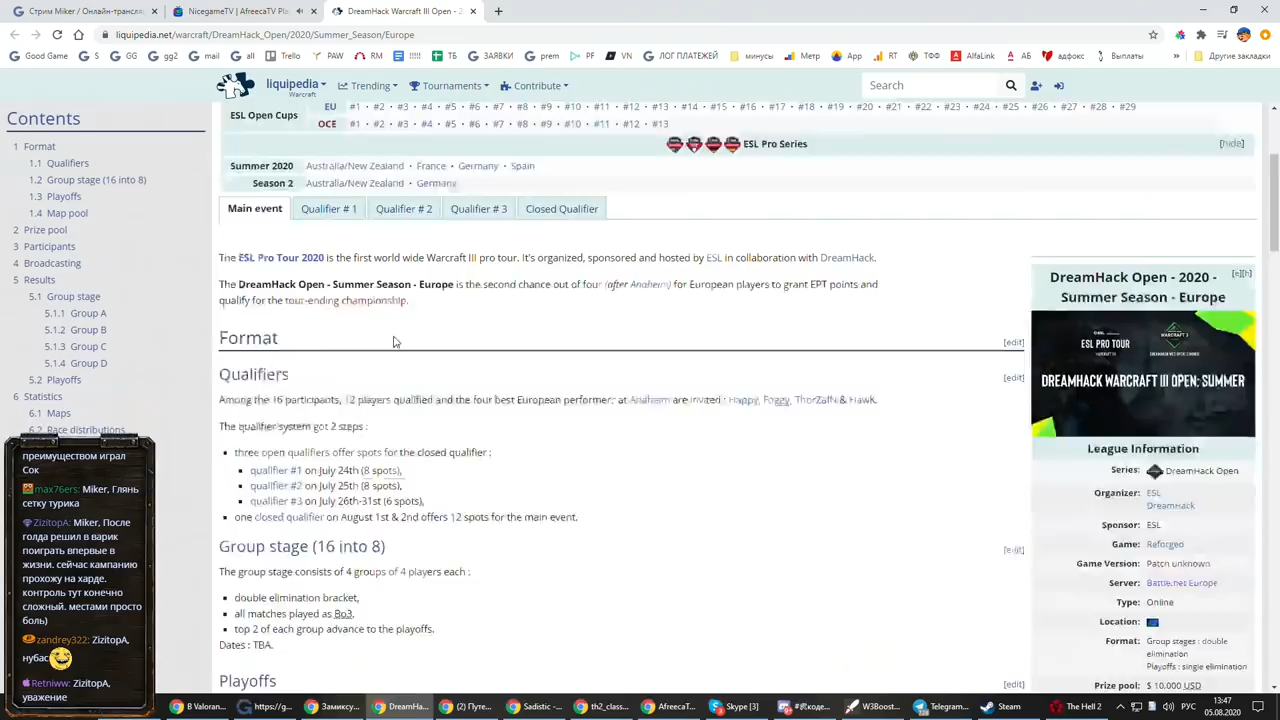 Стрим Miker / Онлайн-трансля
NicegameTV | AfreecaTV Pla
DreamHack Warcraft III Open - 2
liquipedia.net/warcraft/DreamHack_Open/2020/Summer_Season/Europe
Good Game
S
GG
gg2
mail
all
Trello
PAW
RM
ТБ
ЗАЯВКИ
prem
PF
VN
ЛОГ ПЛАТЕЖЕЙ
минусы
Метр
App
RT
ТФФ
AlfaLink
АБ
адфокс
Выплаты
»
Другие закладки
liquipedia
Warcraft
Trending
Tournaments
Contribute
Search
Contents
1 Format
1.1 Qualifiers
1.2 Group stage (16 into 8)
1.3 Playoffs
1.4 Map pool
2 Prize pool
3 Participants
4 Broadcasting
5 Results
5.1 Group stage
5.1.1 Group A
5.1.2 Group B
5.1.3 Group C
5.1.4 Group D
5.2 Playoffs
6 Statistics
6.1 Maps
6.2 Race distributions
преимуществом играл
Сок
max76ers: Miker, Глянь
сетку турика
ZizitopA: Miker, После
голда решил в варик
поиграть впервые в
жизни. сейчас кампанию
прохожу на харде.
контроль тут конечно
сложный. местами просто
боль)
zandrey322: ZizitopA,
нубас
Retniww: ZizitopA,
уважение
ESL Open Cups
EU #1 • #2 • #3 • #4 • #5 • #6 • #7 • #8 • #9 • #10 • #11 • #12 • #13 • #14 • #15 • #16 • #17 • #18 • #19 • #20 • #21 • #22 • #23 • #24 • #25 • #26 • #27 • #28 • #29
OCE #1 • #2 • #3 • #4 • #5 • #6 • #7 • #8 • #9 • #10 • #11 • #12 • #13
ESL Pro Series
[hide]
Summer 2020 Australia/New Zealand • France • Germany • Spain
Season 2 Australia/New Zealand • Germany
Main event
Qualifier # 1
Qualifier # 2
Qualifier # 3
Closed Qualifier
The ESL Pro Tour 2020 is the first world wide Warcraft III pro tour. It's organized, sponsored and hosted by ESL in collaboration with DreamHack.
The DreamHack Open - Summer Season - Europe is the second chance out of four (after Anaheim) for European players to grant EPT points and
qualify for the tour-ending championship.
Format
[edit]
Qualifiers
[edit]
Among the 16 participants, 12 players qualified and the four best European performer, at Anaheim are invited : Happy, Foggy, ThorZaIN & HawK.
The qualifier system got 2 steps :
• three open qualifiers offer spots for the closed qualifier :
• qualifier #1 on July 24th (8 spots),
• qualifier #2 on July 25th (8 spots),
• qualifier #3 on July 26th-31st (6 spots),
• one closed qualifier on August 1st & 2nd offers 12 spots for the main event.
Group stage (16 into 8)
[edit]
The group stage consists of 4 groups of 4 players each :
• double elimination bracket,
• all matches played as Bo3,
• top 2 of each group advance to the playoffs.
Dates : TBA.
Playoffs
[edit]
DreamHack Open - 2020 -
Summer Season - Europe
[e][h]
ESL PRO TOUR
WARCRAFT III
WARCRAFT 3
DREAMHACK WARCRAFT III OPEN: SUMMER
League Information
Series: DreamHack Open
Organizer: ESL
DreamHack
Sponsor: ESL
Game: Reforged
Game Version: Patch unknown
Server: Battle.net Europe
Type: Online
Location:
Format: Group stages : double
elimination
Playoffs : single elimination
Prize pool: $ 10,000 USD
B Valoran...
https://g...
Замиксу...
DreamHa...
(2) Путе...
Sadistic -...
th2_class...
AfreecaT...
Skype [3]
Расходе...
W3Boost...
Telegram...
Steam
The Hell 2
РУС
13:47
05.08.2020